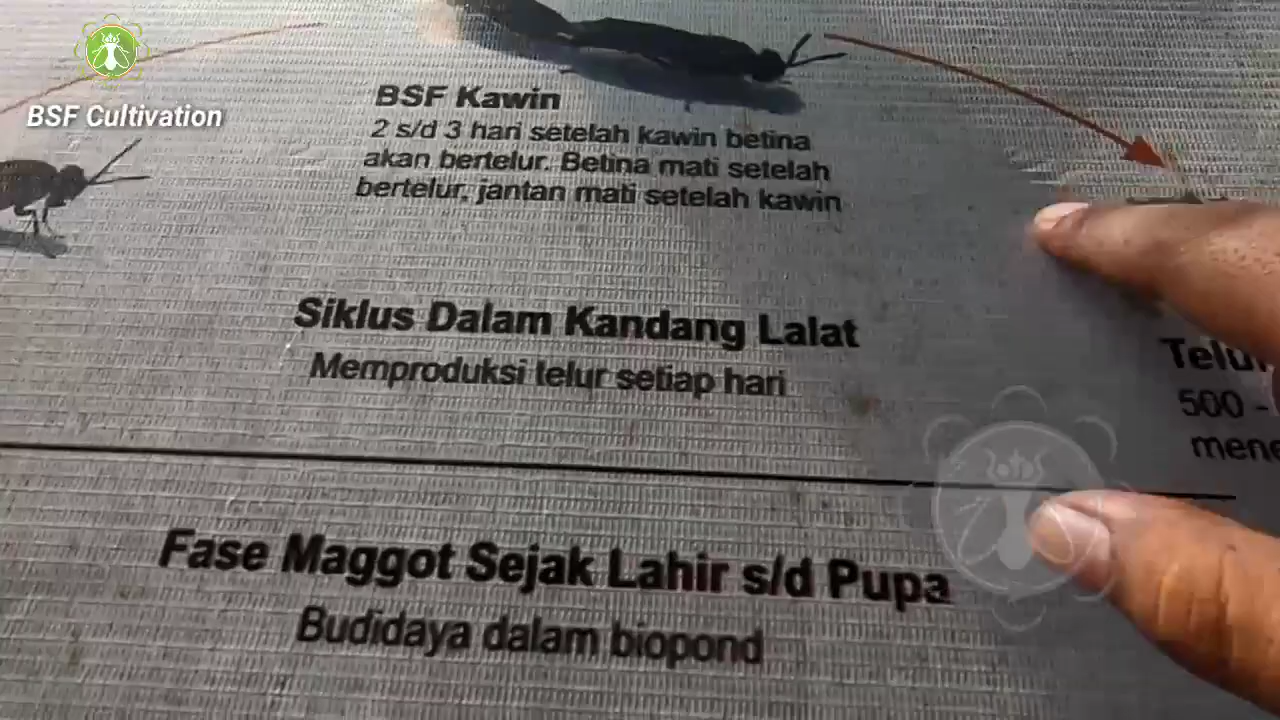 BSF Cultivation
BSF Kawin
2 s/d 3 hari setelah kawin betina
akan bertelur. Betina mati setelah
bertelur, jantan mati setelah kawin
Siklus Dalam Kandang Lalat
Memproduksi telur setiap hari
500 -
Fase Maggot Sejak Lahir s/d Pupa
Budidaya dalam biopond